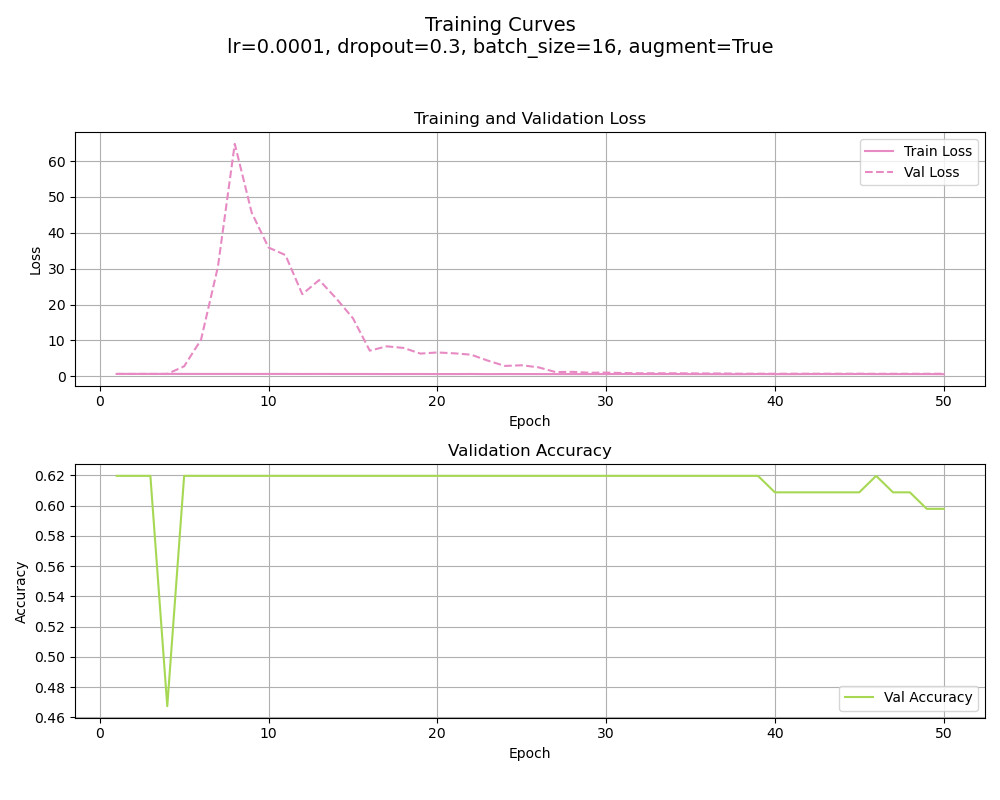 Training Curves
lr=0.0001, dropout=0.3, batch_size=16, augment=True
Training and Validation Loss
Train Loss
Val Loss
60
50
40
30
20
10
0
Loss
0 10 20 30 40 50
Epoch
Validation Accuracy
0.62
0.60
0.58
0.56
0.54
0.52
0.50
0.48
0.46
Accuracy
Val Accuracy
0 10 20 30 40 50
Epoch